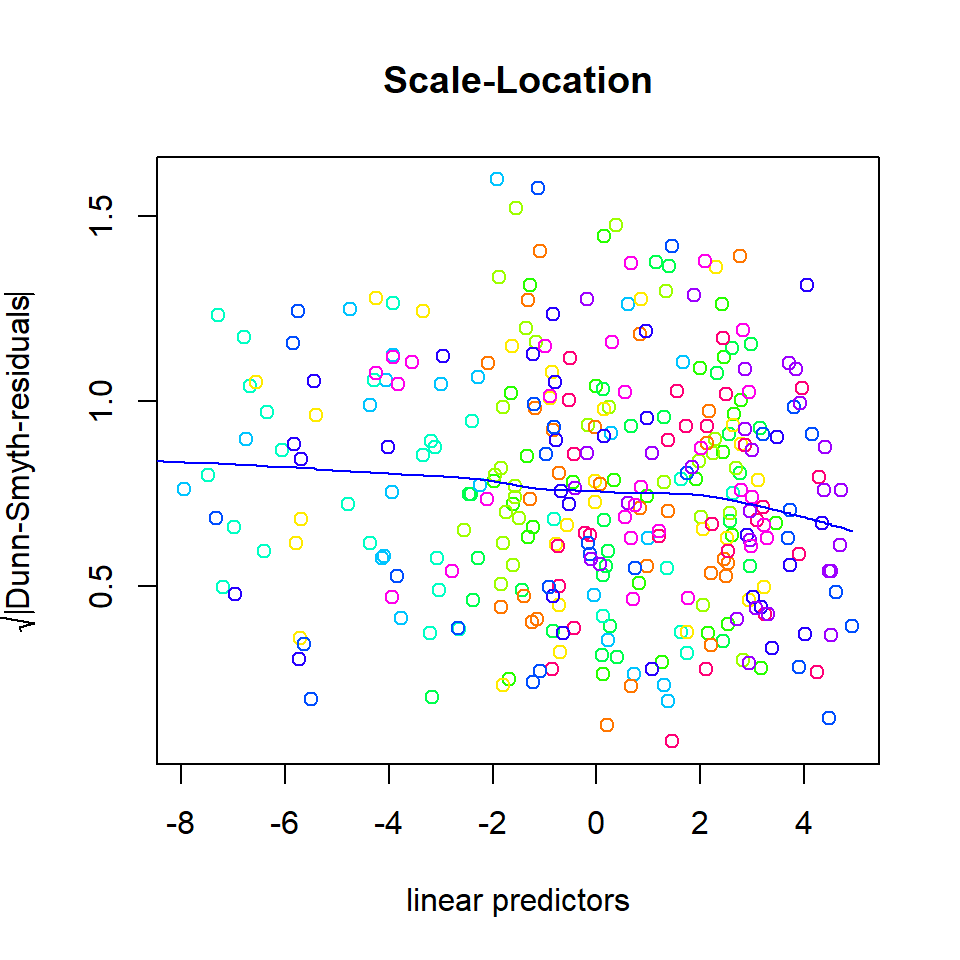 Scale-Location
√|Dunn-Smyth-residuals|
1.5
1.0
0.5
-8 -6 -4 -2 0 2 4
linear predictors